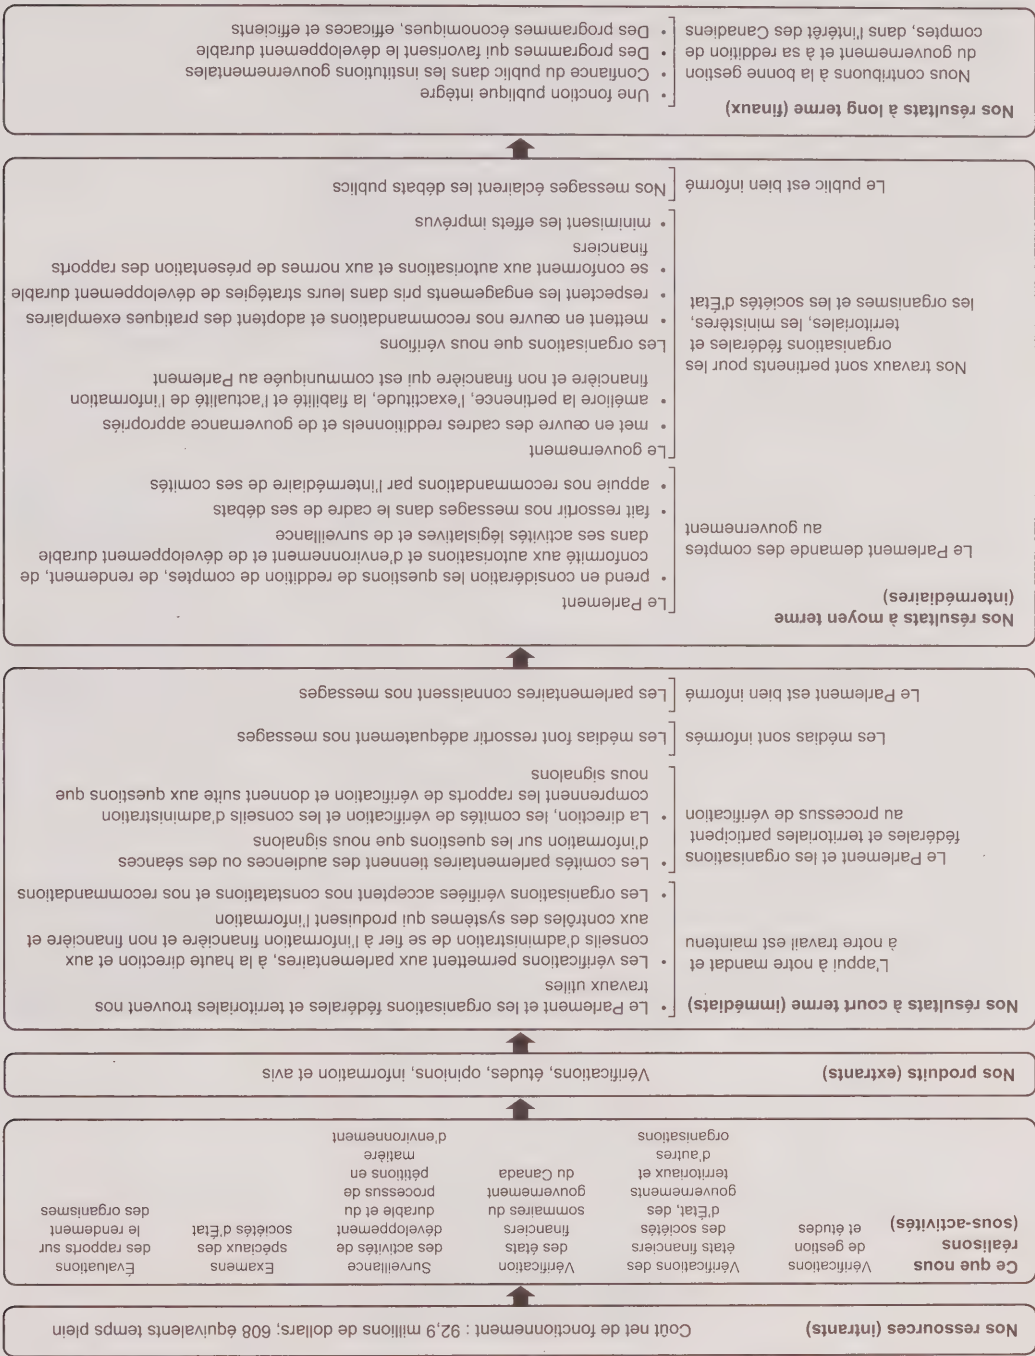 Nos ressources (intrants)
Coût net de fonctionnement : 92,9 millions de dollars; 608 équivalents temps plein
Ce que nous
réalisons
(sous-activités)
Vérifications
de gestion
et études
Vérifications des
états financiers
des sociétés
d'État, des
gouvernements
territoriaux et
d'autres
organisations
Vérification
des états
financiers
sommaires du
gouvernement
du Canada
Surveillance
des activités de
développement
durable et du
processus de
pétitions en
matière
d'environnement
Examens
spéciaux des
sociétés d'État
Évaluations
des rapports sur
le rendement
des organismes
Nos produits (extrants)
Vérifications, études, opinions, information et avis
Nos résultats à court terme (immédiats)
L'appui à notre mandat et
à notre travail est maintenu
• Le Parlement et les organisations fédérales et territoriales trouvent nos
travaux utiles
• Les vérifications permettent aux parlementaires, à la haute direction et aux
conseils d'administration de se fier à l'information financière et non financière et
aux contrôles des systèmes qui produisent l'information
• Les organisations vérifiées acceptent nos constatations et nos recommandations
Le Parlement et les organisations
fédérales et territoriales participent
au processus de vérification
• Les comités parlementaires tiennent des audiences ou des séances
d'information sur les questions que nous signalons
• La direction, les comités de vérification et les conseils d'administration
comprennent les rapports de vérification et donnent suite aux questions que
nous signalons
Les médias sont informés
Les médias font ressortir adéquatement nos messages
Le Parlement est bien informé
Les parlementaires connaissent nos messages
Nos résultats à moyen terme
(intermédiaires)
Le Parlement demande des comptes
au gouvernement
Le Parlement
• prend en considération les questions de reddition de comptes, de rendement, de
conformité aux autorisations et d'environnement et de développement durable
dans ses activités législatives et de surveillance
• fait ressortir nos messages dans le cadre de ses débats
• appuie nos recommandations par l'intermédiaire de ses comités
Nos travaux sont pertinents pour les
organisations fédérales et
territoriales, les ministères,
les organismes et les sociétés d'État
Le gouvernement
• met en œuvre des cadres redditionnels et de gouvernance appropriés
• améliore la pertinence, l'exactitude, la fiabilité et l'actualité de l'information
financière et non financière qui est communiquée au Parlement
Les organisations que nous vérifions
• mettent en œuvre nos recommandations et adoptent des pratiques exemplaires
• respectent les engagements pris dans leurs stratégies de développement durable
• se conforment aux autorisations et aux normes de présentation des rapports
financiers
• minimisent les effets imprévus
Le public est bien informé
Nos messages éclairent les débats publics
Nos résultats à long terme (finaux)
Nous contribuons à la bonne gestion
du gouvernement et à sa reddition de
comptes, dans l'intérêt des Canadiens
• Une fonction publique intègre
• Confiance du public dans les institutions gouvernementales
• Des programmes qui favorisent le développement durable
• Des programmes économiques, efficaces et efficients